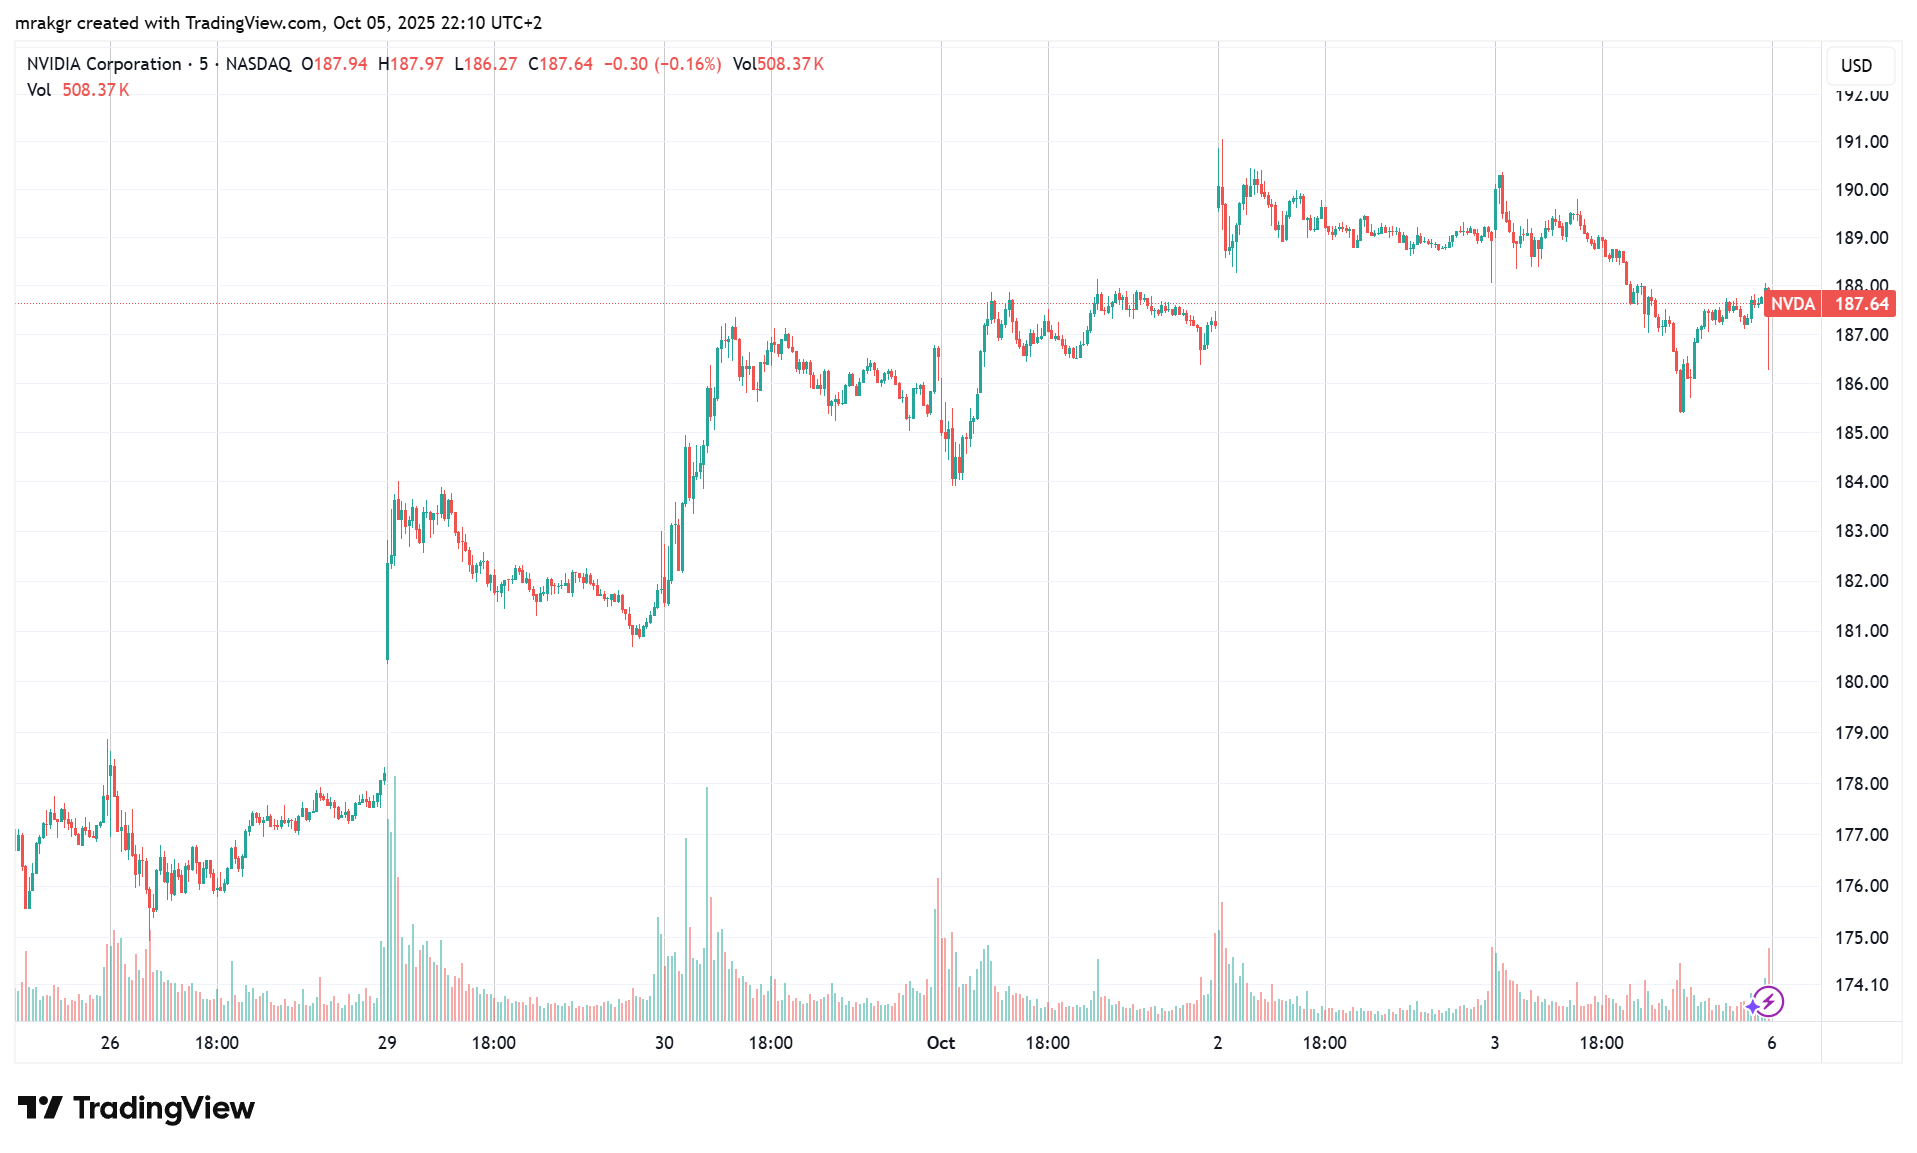 mrakgr created with TradingView.com, Oct 05, 2025 22:10 UTC+2
NVIDIA Corporation · 5 · NASDAQ O187.94 H187.97 L186.27 C187.64 −0.30 (−0.16%) Vol508.37 K
Vol 508.37 K
USD
192.00
191.00
190.00
189.00
188.00
NVDA 187.64
187.00
186.00
185.00
184.00
183.00
182.00
181.00
180.00
179.00
178.00
177.00
176.00
175.00
174.10
26 18:00 29 18:00 30 18:00 Oct 18:00 2 18:00 3 18:00 6
TradingView